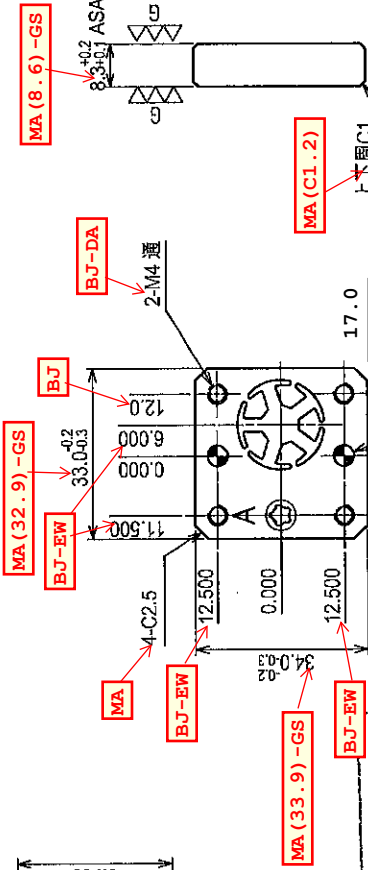 MA(8.6)-GS
8.3+0.2+0.1 ASA
G
G
MA(C1.2)
BJ-DA
2-M4 通
17.0
BJ
12.0
6.000
0.000
11.500
MA(32.9)-GS
33.0-0.2-0.3
BJ-EW
A
4-C2.5
MA
12.500
0.000
12.500
BJ-EW
34.0-0.2-0.3
MA(33.9)-GS
BJ-EW